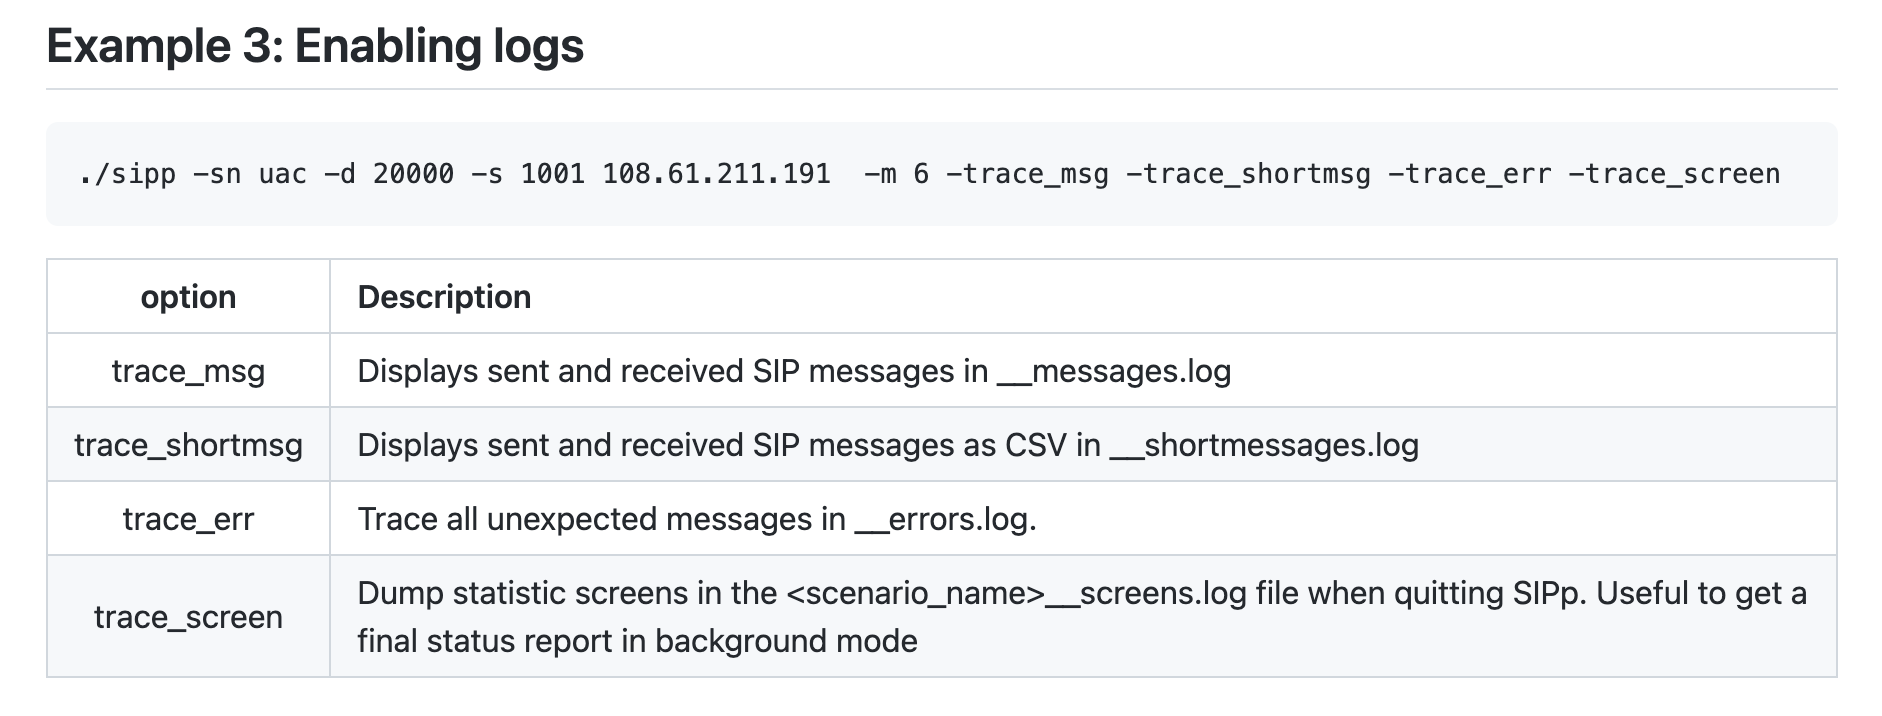 Example 3: Enabling logs
./sipp -sn uac -d 20000 -s 1001 108.61.211.191  -m 6 -trace_msg -trace_shortmsg -trace_err -trace_screen
option Description
trace_msg Displays sent and received SIP messages in __messages.log
trace_shortmsg Displays sent and received SIP messages as CSV in __shortmessages.log
trace_err Trace all unexpected messages in __errors.log.
trace_screen Dump statistic screens in the <scenario_name>__screens.log file when quitting SIPp. Useful to get a
final status report in background mode